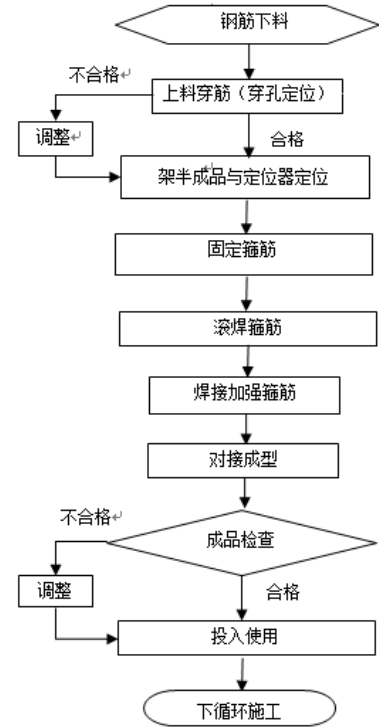 钢筋下料
不合格
上料穿筋（穿孔定位）
调整
合格
架半成品与定位器定位
固定箍筋
滚焊箍筋
焊接加强箍筋
对接成型
不合格
成品检查
调整
合格
投入使用
下循环施工